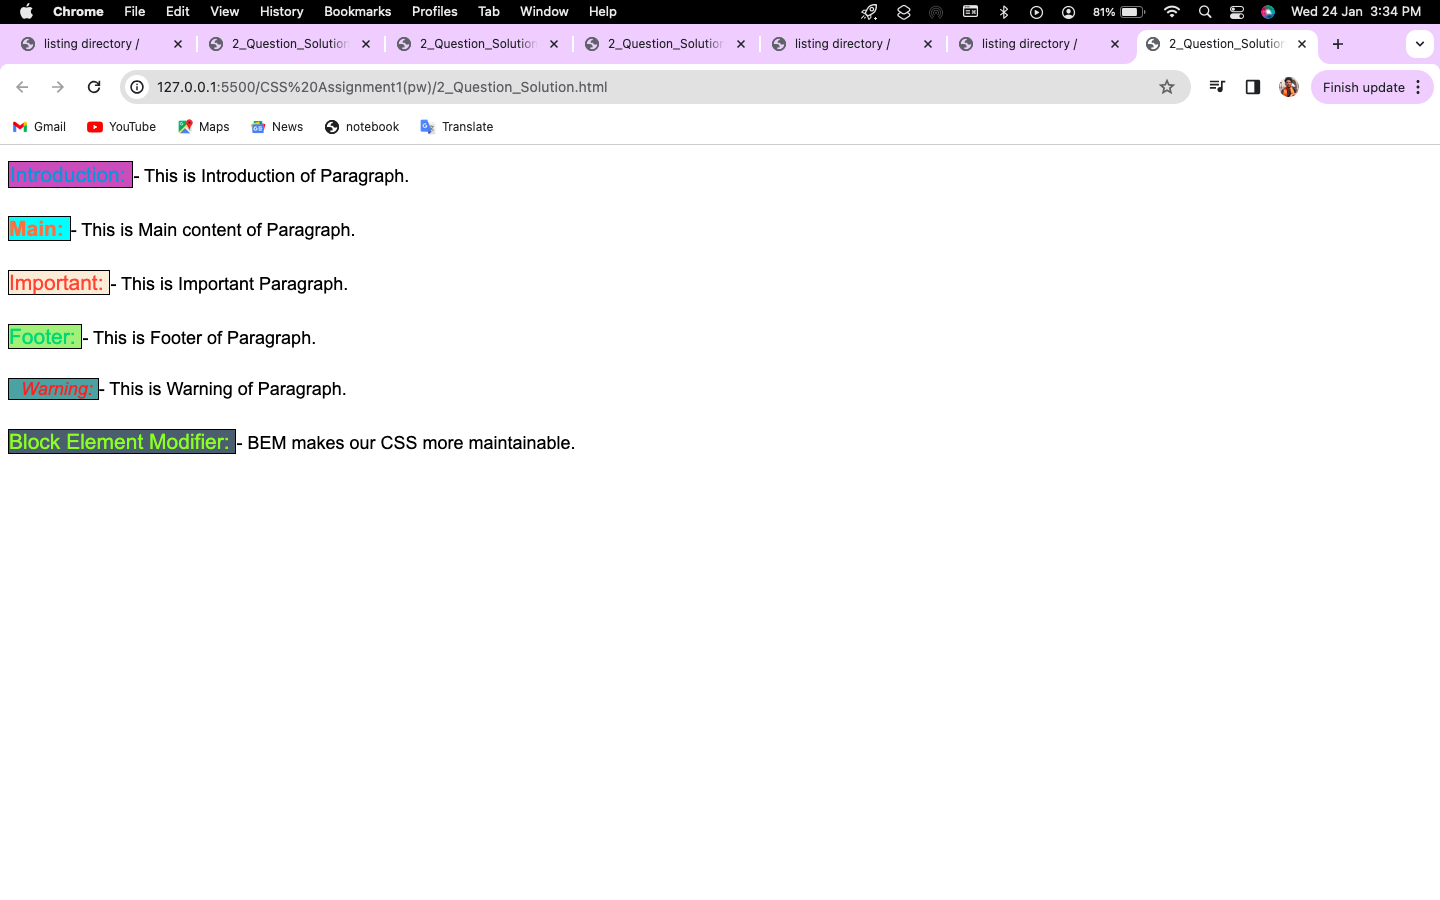 Chrome File Edit View History Bookmarks Profiles Tab Window Help 81% Wed 24 Jan 3:34 PM
listing directory / 2_Question_Solution 2_Question_Solution 2_Question_Solution listing directory / listing directory / 2_Question_Solution
127.0.0.1:5500/CSS%20Assignment1(pw)/2_Question_Solution.html Finish update
Gmail YouTube Maps News notebook Translate
Introduction: - This is Introduction of Paragraph.
Main: - This is Main content of Paragraph.
Important: - This is Important Paragraph.
Footer: - This is Footer of Paragraph.
Warning: - This is Warning of Paragraph.
Block Element Modifier: - BEM makes our CSS more maintainable.